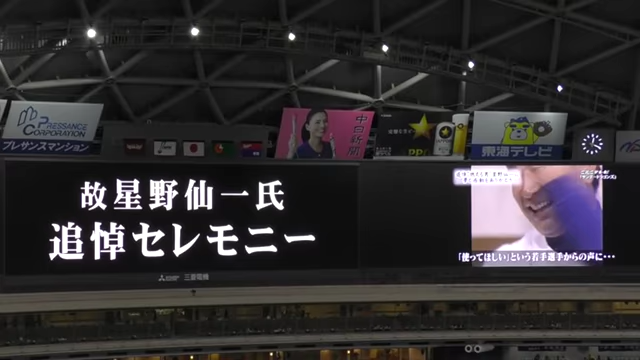 PRESSANCE
CORPORATION
プレサンスマンション
中日新聞
東海テレビ
故星野仙一氏
追悼セレモニー
「使ってほしい」という若手選手からの声に・・・
三菱電機